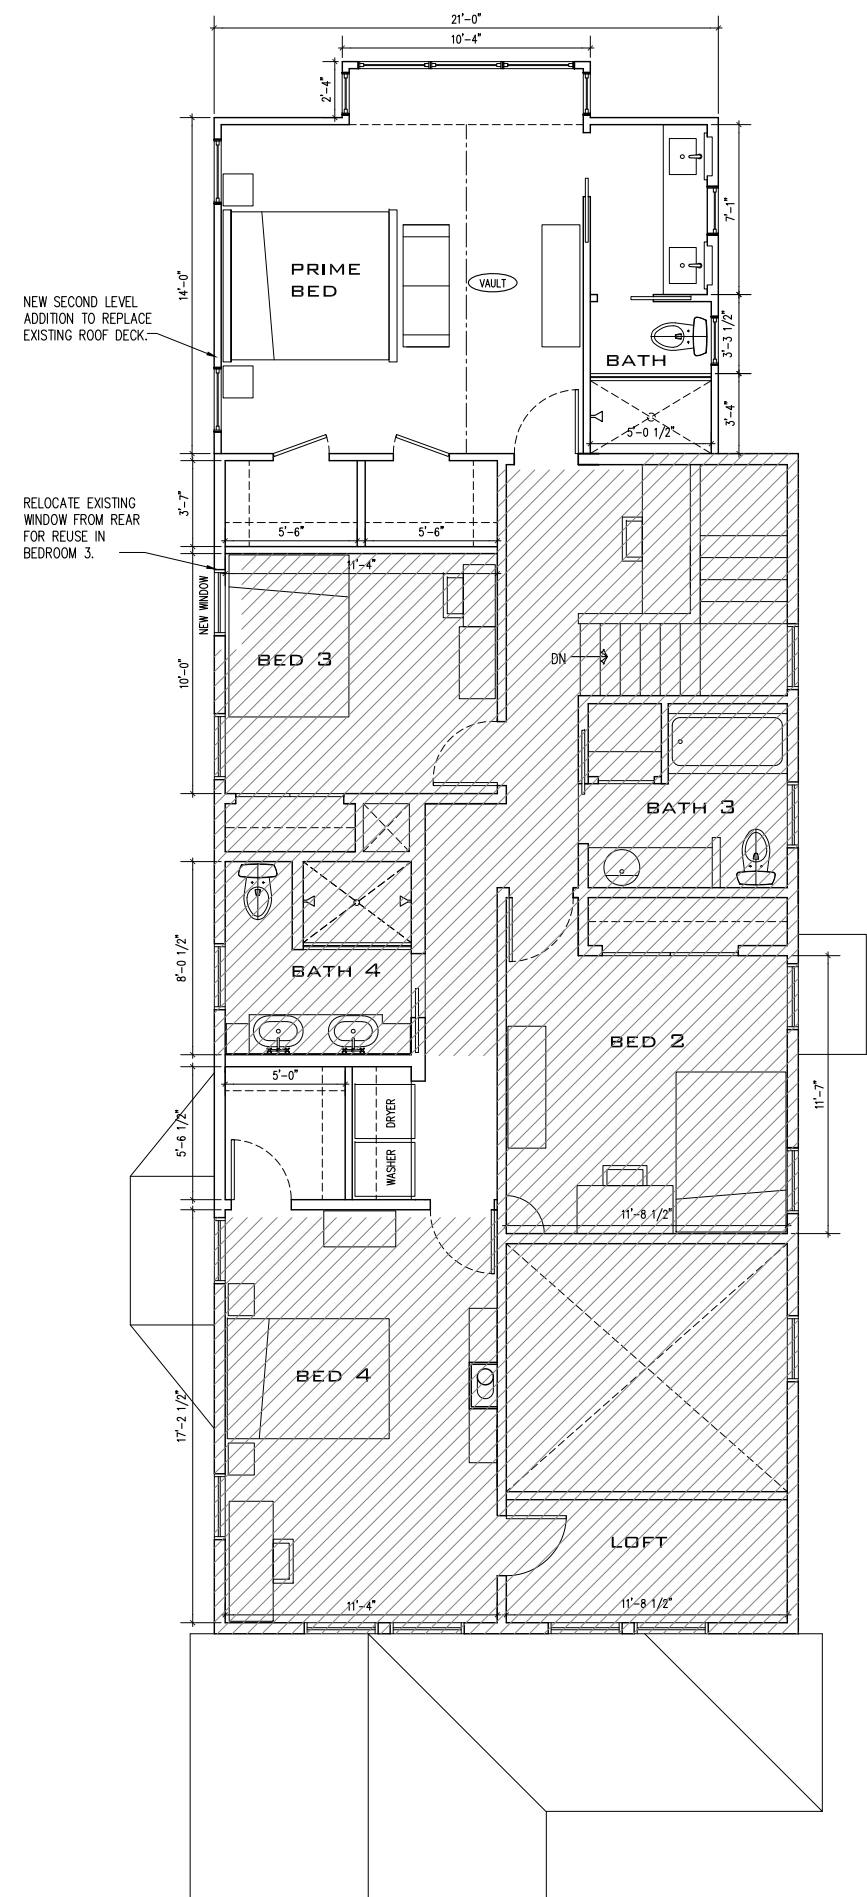 21'-0"
10'-4"
2'-4"
14'-0"
PRIME
BED
VAULT
7'-1"
NEW SECOND LEVEL
ADDITION TO REPLACE
EXISTING ROOF DECK.
3'-3 1/2"
BATH
3'-4"
5'-0 1/2"
3'-7"
RELOCATE EXISTING
WINDOW FROM REAR
FOR REUSE IN
BEDROOM 3.
5'-6"
5'-6"
11'-4"
NEW WINDOW
BED 3
DN
10'-0"
BATH 3
8'-0 1/2"
BATH 4
BED 2
5'-0"
DRYER
11'-7"
5'-6 1/2"
WASHER
11'-8 1/2"
BED 4
17'-2 1/2"
LOFT
11'-4"
11'-8 1/2"